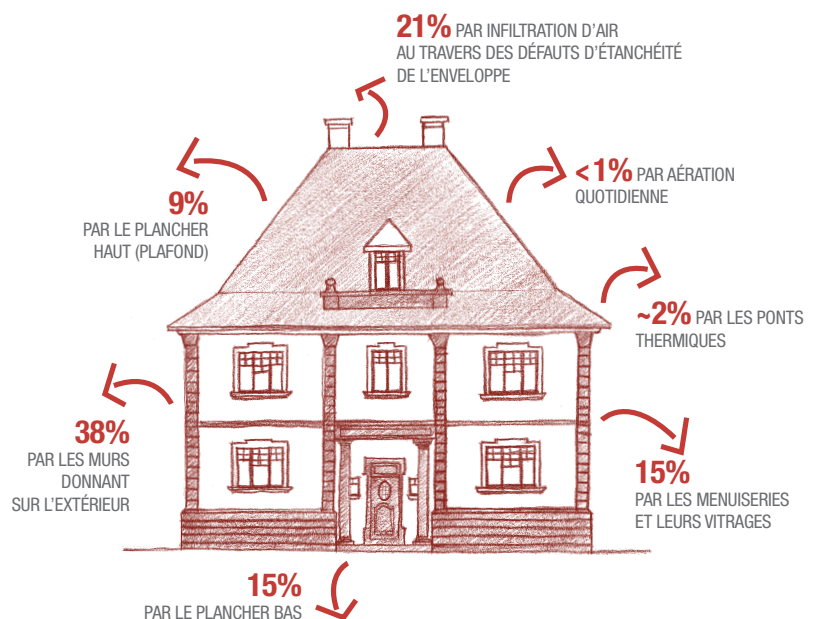 21% PAR INFILTRATION D'AIR
AU TRAVERS DES DÉFAUTS D'ÉTANCHÉITÉ
DE L'ENVELOPPE
<1% PAR AÉRATION
QUOTIDIENNE
9%
PAR LE PLANCHER
HAUT (PLAFOND)
~2% PAR LES PONTS
THERMIQUES
38%
PAR LES MURS
DONNANT
SUR L'EXTÉRIEUR
15%
PAR LES MENUISERIES
ET LEURS VITRAGES
15%
PAR LE PLANCHER BAS